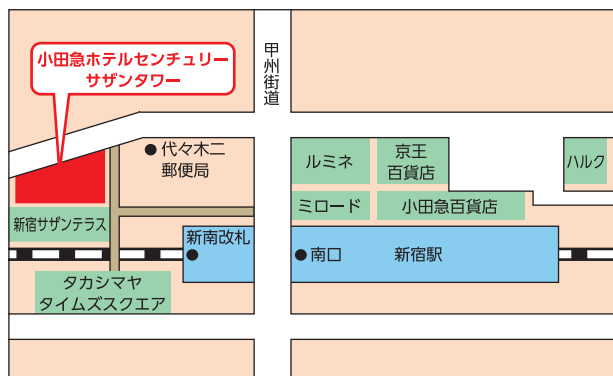 小田急ホテルセンチュリー
サザンタワー
甲州街道
代々木二
郵便局
ルミネ
京王
百貨店
ハルク
ミロード
小田急百貨店
新宿サザンテラス
新南改札
南口
新宿駅
タカシマヤ
タイムズスクエア